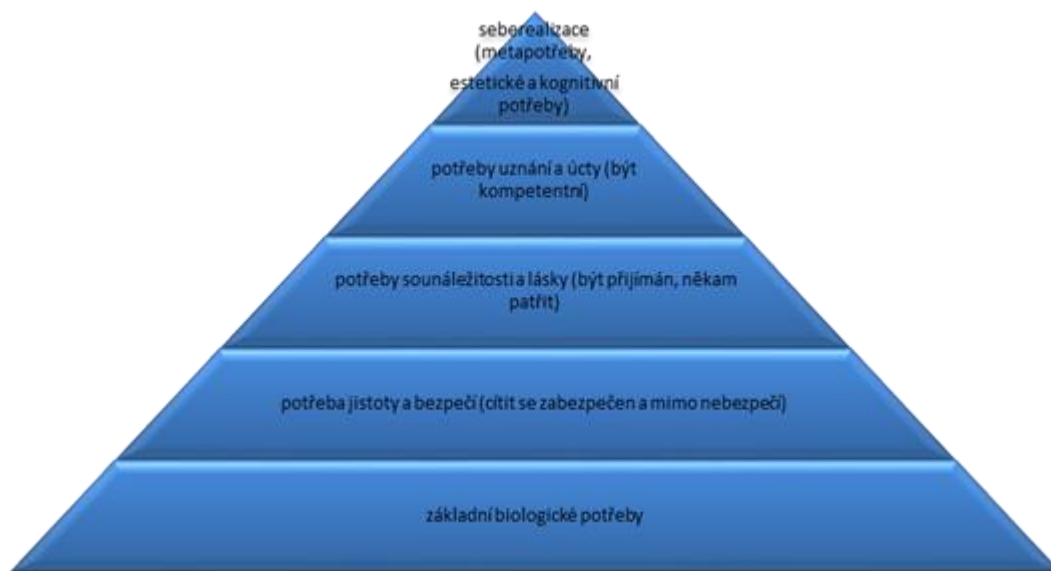 seberealizace
(metapotřeby,
estetické a kognitivní
potřeby)
potřeby uznání a úcty (být
kompetentní)
potřeby sounáležitosti a lásky (být přijímán, někam
patřit)
potřeba jistoty a bezpečí (cítit se zabezpečen a mimo nebezpečí)
základní biologické potřeby